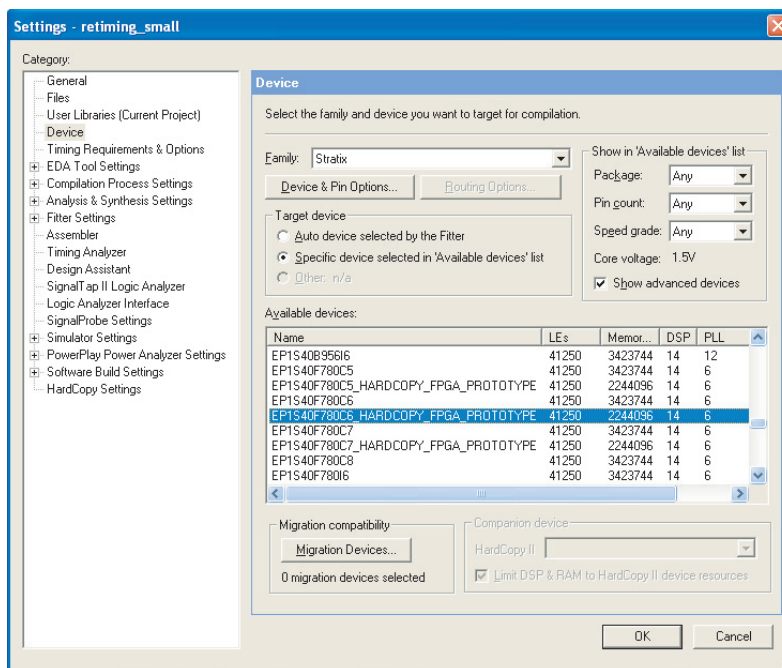 Settings - retiming_small
Category:
General
Files
User Libraries (Current Project)
Device
Timing Requirements & Options
EDA Tool Settings
Compilation Process Settings
Analysis & Synthesis Settings
Fitter Settings
Assembler
Timing Analyzer
Design Assistant
SignalTap II Logic Analyzer
Logic Analyzer Interface
SignalProbe Settings
Simulator Settings
PowerPlay Power Analyzer Settings
Software Build Settings
HardCopy Settings
Device
Select the family and device you want to target for compilation.
Family: Stratix
Device & Pin Options... Routing Options...
Target device
Auto device selected by the Fitter
Specific device selected in 'Available devices' list
Other: n/a
Show in 'Available devices' list
Package: Any
Pin count: Any
Speed grade: Any
Core voltage: 1.5V
Show advanced devices
Available devices:
Name LEs Memor... DSP PLL
EP1S40B956I6 41250 3423744 14 12
EP1S40F780C5 41250 3423744 14 6
EP1S40F780C5_HARDCOPY_FPGA_PROTOTYPE 41250 2244096 14 6
EP1S40F780C6 41250 3423744 14 6
EP1S40F780C6_HARDCOPY_FPGA_PROTOTYPE 41250 2244096 14 6
EP1S40F780C7 41250 3423744 14 6
EP1S40F780C7_HARDCOPY_FPGA_PROTOTYPE 41250 2244096 14 6
EP1S40F780C8 41250 3423744 14 6
EP1S40F780I6 41250 3423744 14 6
Migration compatibility
Migration Devices...
0 migration devices selected
Companion device
HardCopy II
Limit DSP & RAM to HardCopy II device resources
OK Cancel